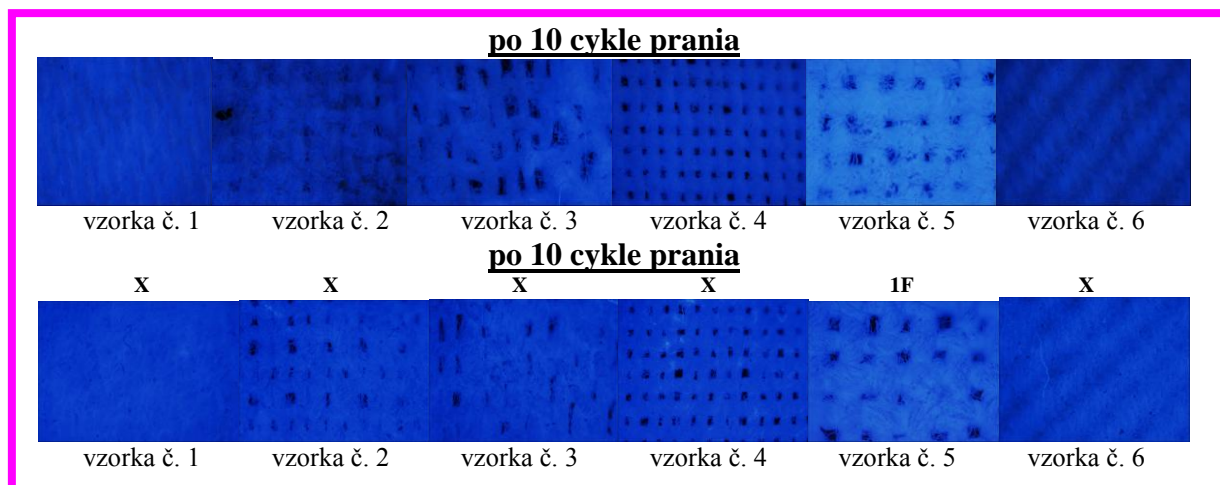 po 10 cykle prania
vzorka č. 1 vzorka č. 2 vzorka č. 3 vzorka č. 4 vzorka č. 5 vzorka č. 6
po 10 cykle prania
X X X X 1F X
vzorka č. 1 vzorka č. 2 vzorka č. 3 vzorka č. 4 vzorka č. 5 vzorka č. 6